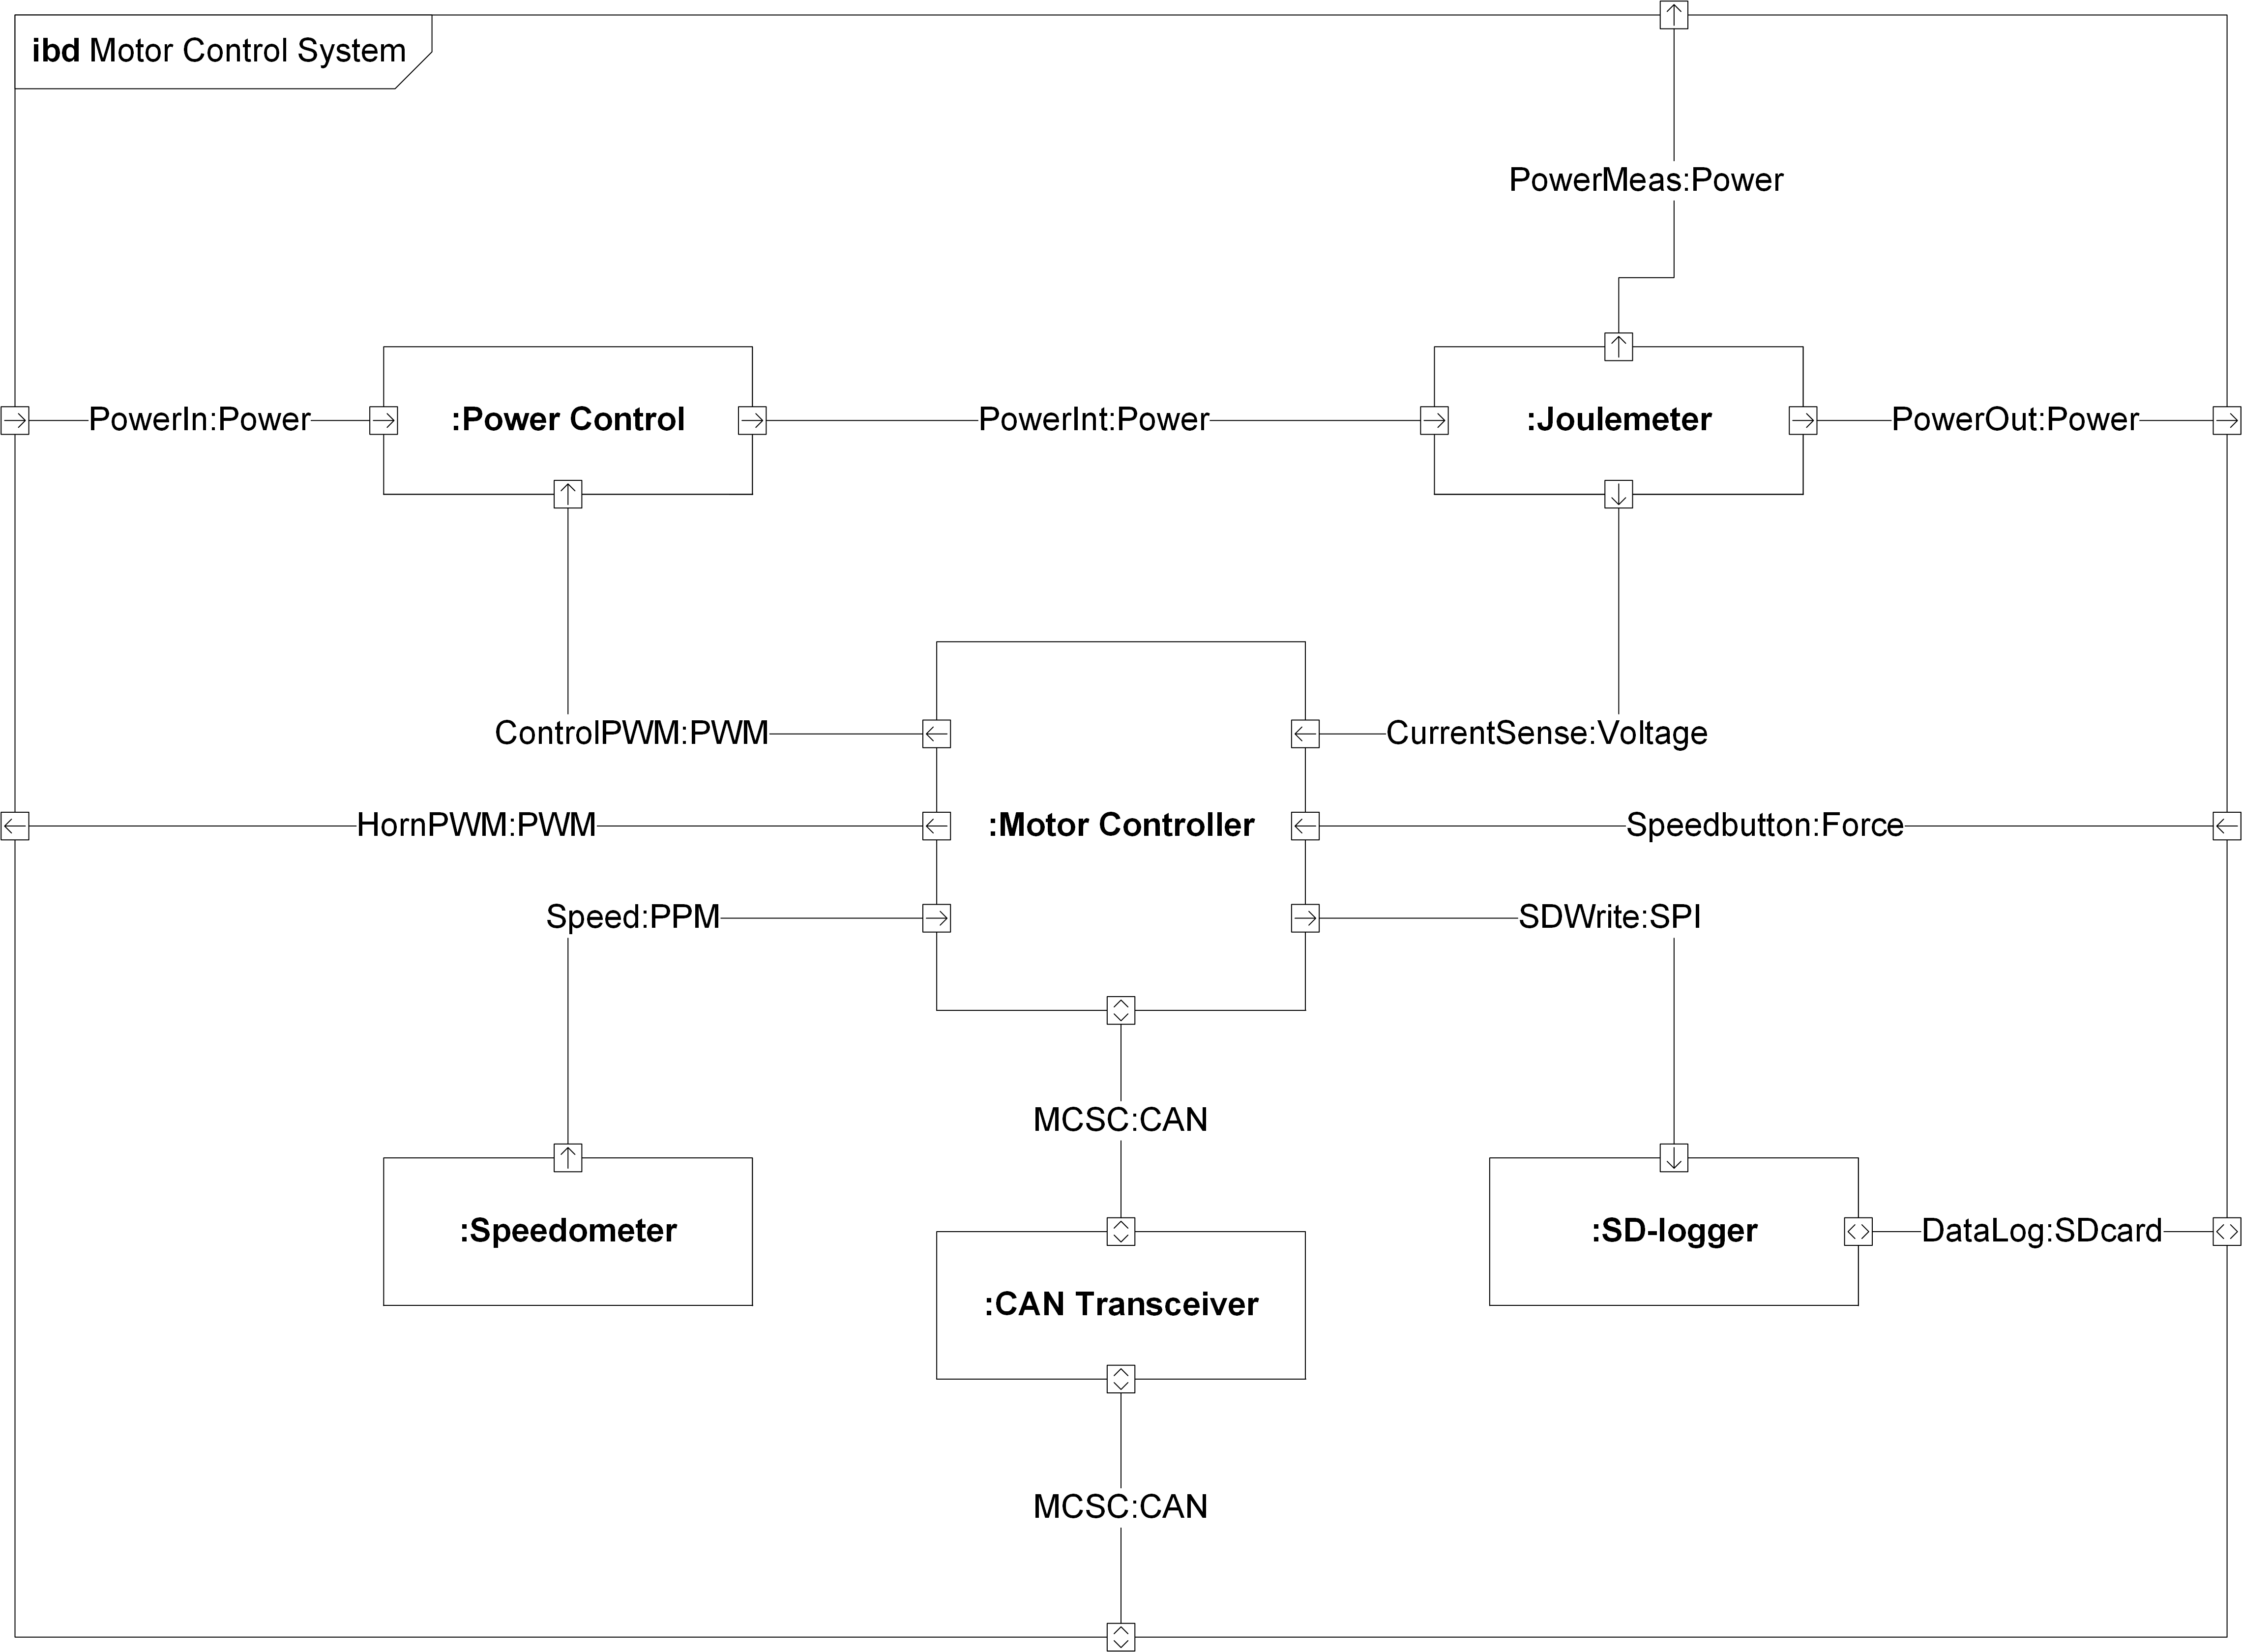 ibd Motor Control System
PowerMeas:Power
PowerIn:Power
:Power Control
PowerInt:Power
:Joulemeter
PowerOut:Power
ControlPWM:PWM
CurrentSense:Voltage
HornPWM:PWM
:Motor Controller
Speedbutton:Force
Speed:PPM
SDWrite:SPI
MCSC:CAN
:Speedometer
:SD-logger
DataLog:SDcard
:CAN Transceiver
MCSC:CAN